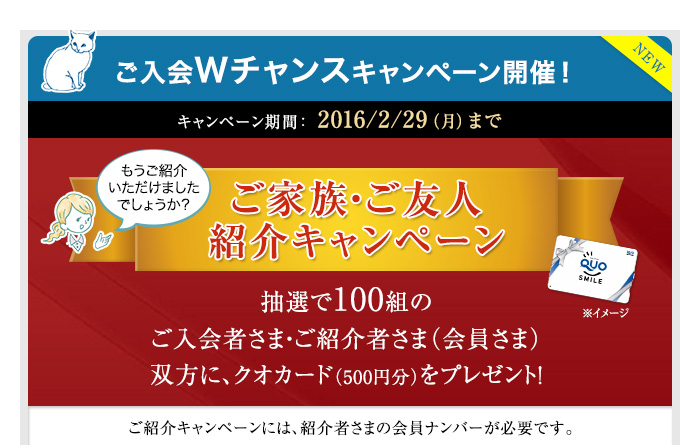 ご入会Wチャンスキャンペーン開催！
NEW
キャンペーン期間： 2016/2/29（月）まで
もうご紹介
いただけました
でしょうか？
ご家族・ご友人
紹介キャンペーン
QUO
SMILE
※イメージ
抽選で100組の
ご入会者さま・ご紹介者さま（会員さま）
双方に、クオカード（500円分）をプレゼント！
ご紹介キャンペーンには、紹介者さまの会員ナンバーが必要です。